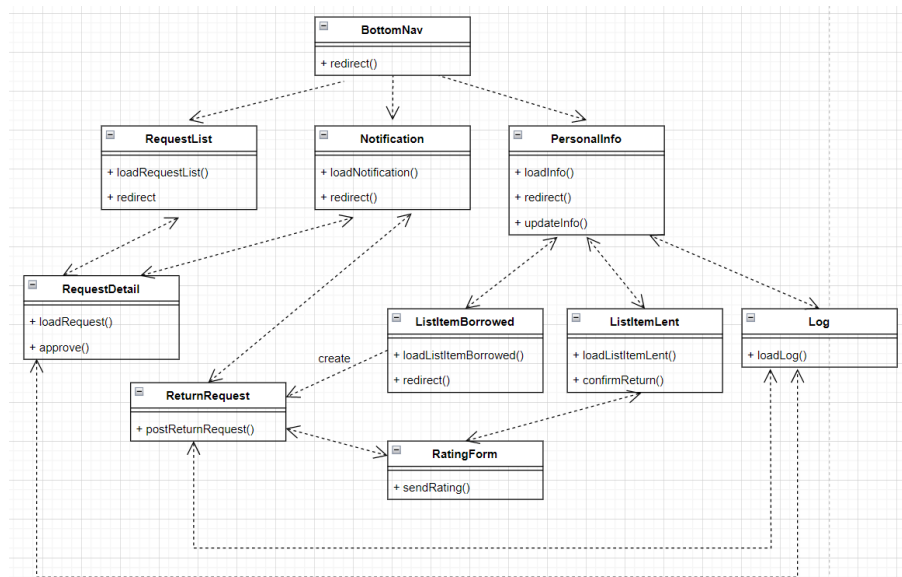 BottomNav
+ redirect()
RequestList
+ loadRequestList()
+ redirect
Notification
+ loadNotification()
+ redirect()
PersonalInfo
+ loadInfo()
+ redirect()
+ updateInfo()
RequestDetail
+ loadRequest()
+ approve()
ListItemBorrowed
+ loadListItemBorrowed()
+ redirect()
ListItemLent
+ loadListItemLent()
+ confirmReturn()
Log
+ loadLog()
create
ReturnRequest
+ postReturnRequest()
RatingForm
+ sendRating()